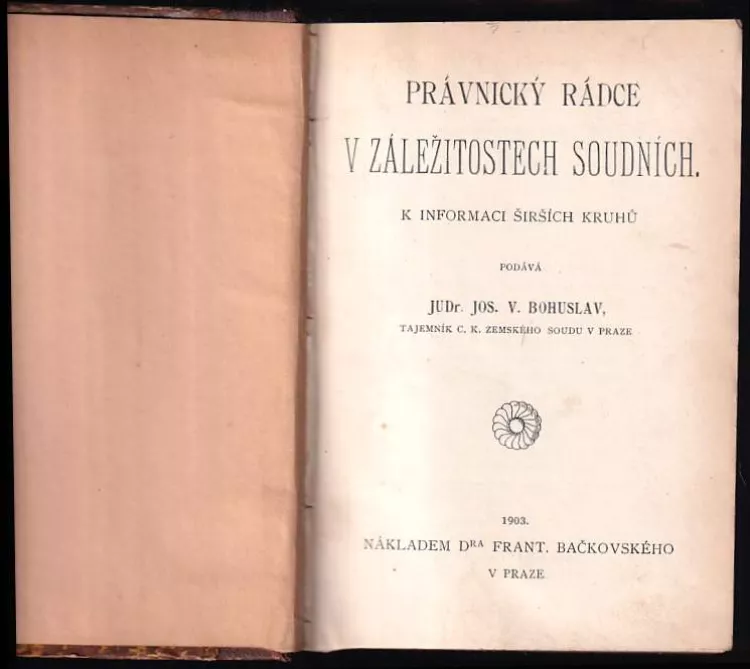 PRÁVNICKÝ RÁDCE
V ZÁLEŽITOSTECH SOUDNÍCH.
K INFORMACI ŠIRŠÍCH KRUHŮ
PODÁVÁ
JUDr. JOS. V. BOHUSLAV,
TAJEMNÍK C. K. ZEMSKÉHO SOUDU V PRAZE
1903.
NÁKLADEM DRA FRANT. BAČKOVSKÉHO
V PRAZE